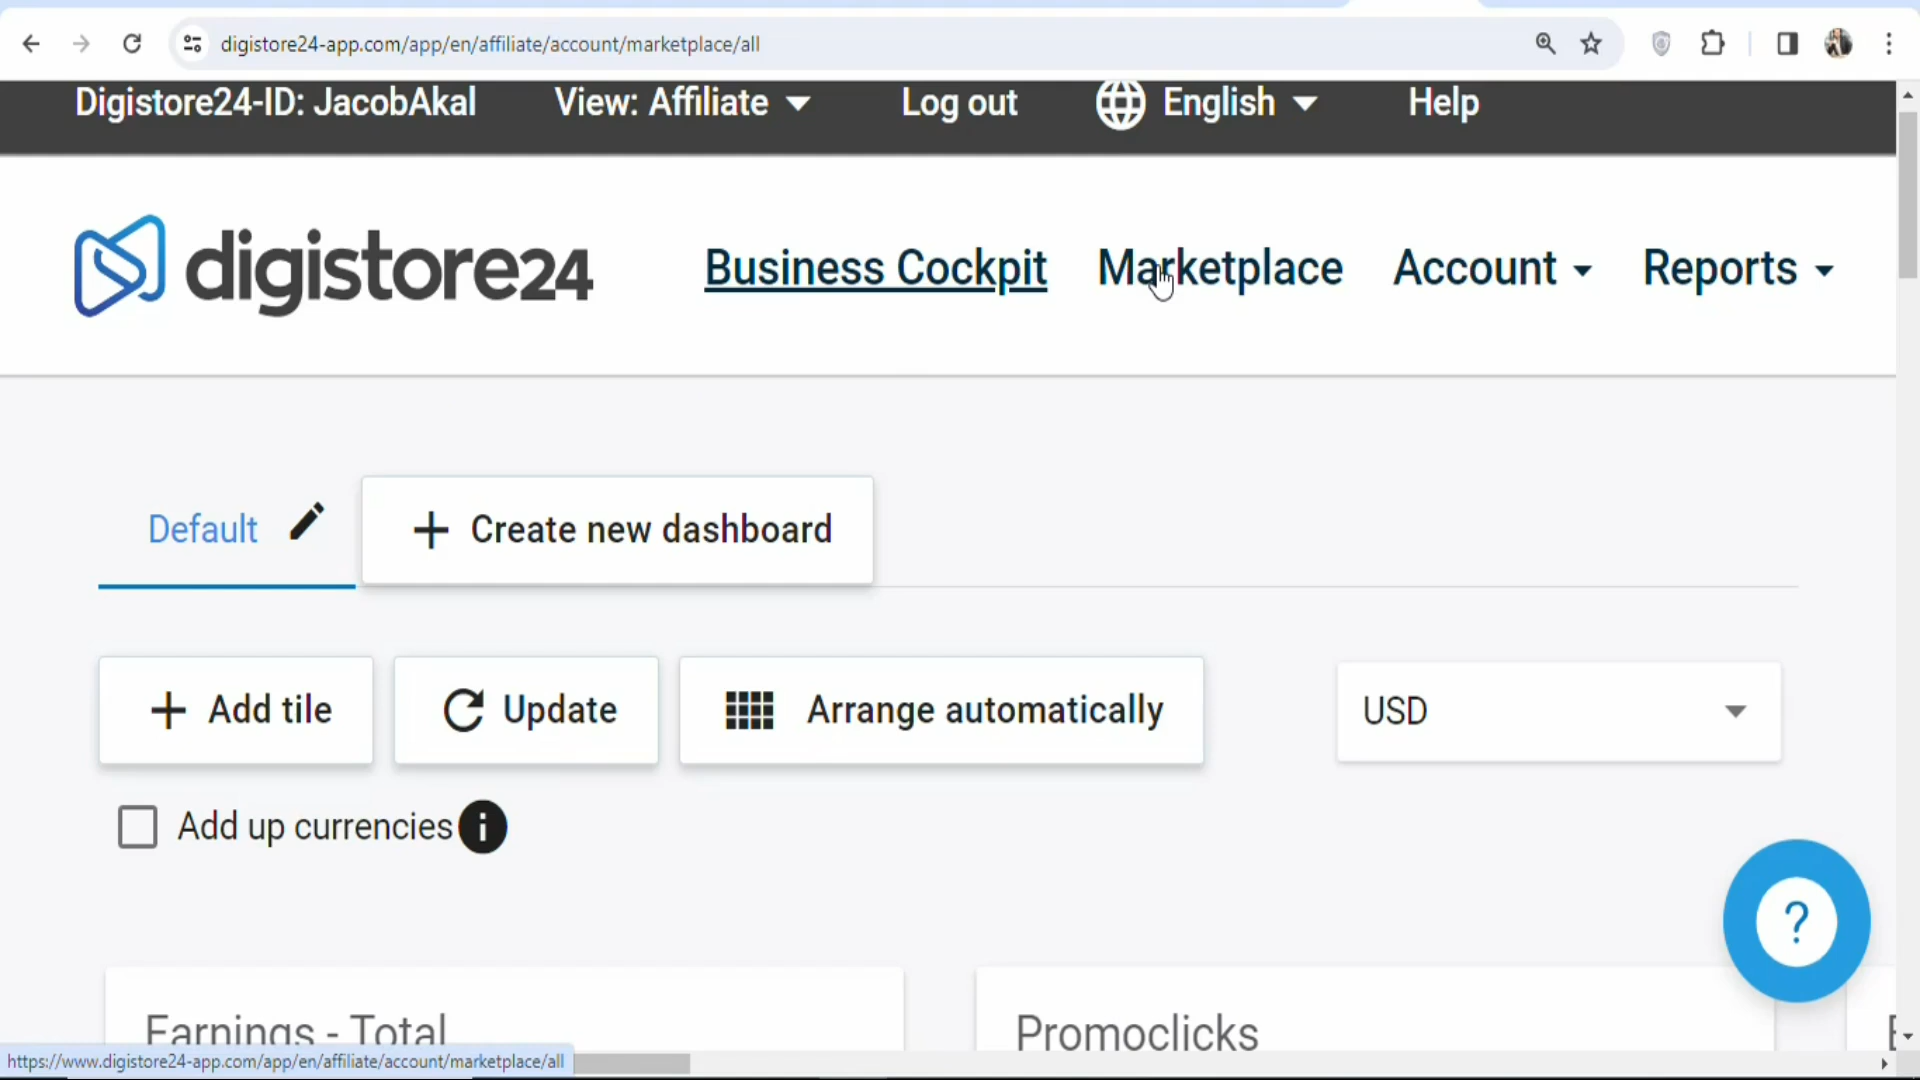 digistore24-app.com/app/en/affiliate/account/marketplace/all
Digistore24-ID: JacobAkal View: Affiliate Log out English Help
digistore24 Business Cockpit Marketplace Account Reports
Default + Create new dashboard
+ Add tile Update Arrange automatically USD
Add up currencies i
?
Earnings - Total Promoclicks
https://www.digistore24-app.com/app/en/affiliate/account/marketplace/all